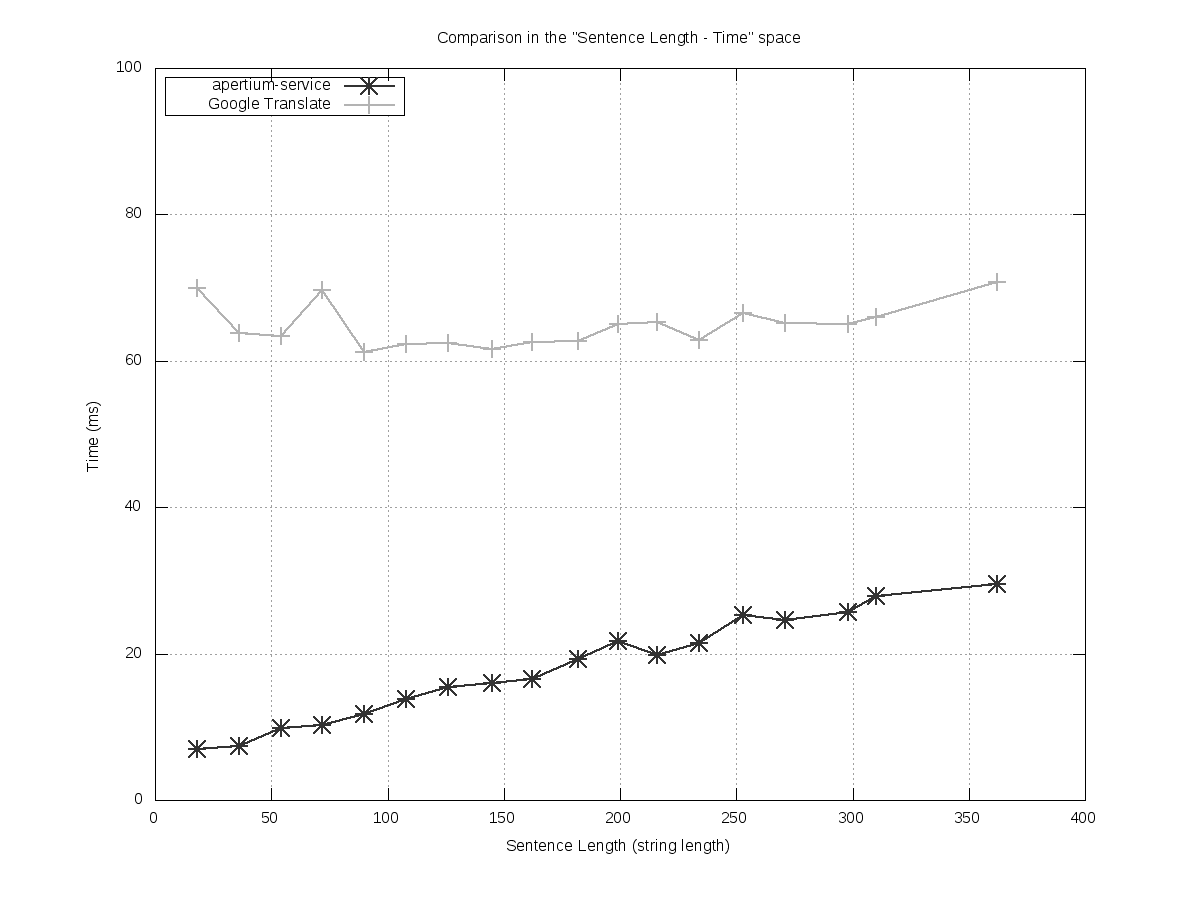 Comparison in the "Sentence Length - Time" space
100
apertium-service
Google Translate
80
60
Time (ms)
40
20
0
0 50 100 150 200 250 300 350 400
Sentence Length (string length)